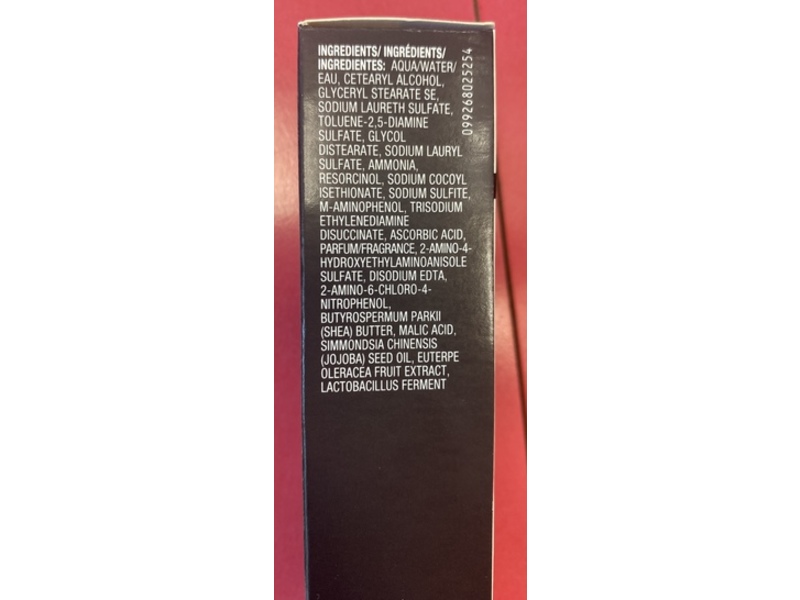 INGREDIENTS/ INGRÉDIENTS/
INGREDIENTES: AQUA/WATER/
EAU, CETEARYL ALCOHOL,
GLYCERYL STEARATE SE,
SODIUM LAURETH SULFATE,
TOLUENE-2,5-DIAMINE
SULFATE, GLYCOL
DISTEARATE, SODIUM LAURYL
SULFATE, AMMONIA,
RESORCINOL, SODIUM COCOYL
ISETHIONATE, SODIUM SULFITE,
M-AMINOPHENOL, TRISODIUM
ETHYLENEDIAMINE
DISUCCINATE, ASCORBIC ACID,
PARFUM/FRAGRANCE, 2-AMINO-4-
HYDROXYETHYLAMINOANISOLE
SULFATE, DISODIUM EDTA,
2-AMINO-6-CHLORO-4-
NITROPHENOL,
BUTYROSPERMUM PARKII
(SHEA) BUTTER, MALIC ACID,
SIMMONDSIA CHINENSIS
(JOJOBA) SEED OIL, EUTERPE
OLERACEA FRUIT EXTRACT,
LACTOBACILLUS FERMENT
099268025254